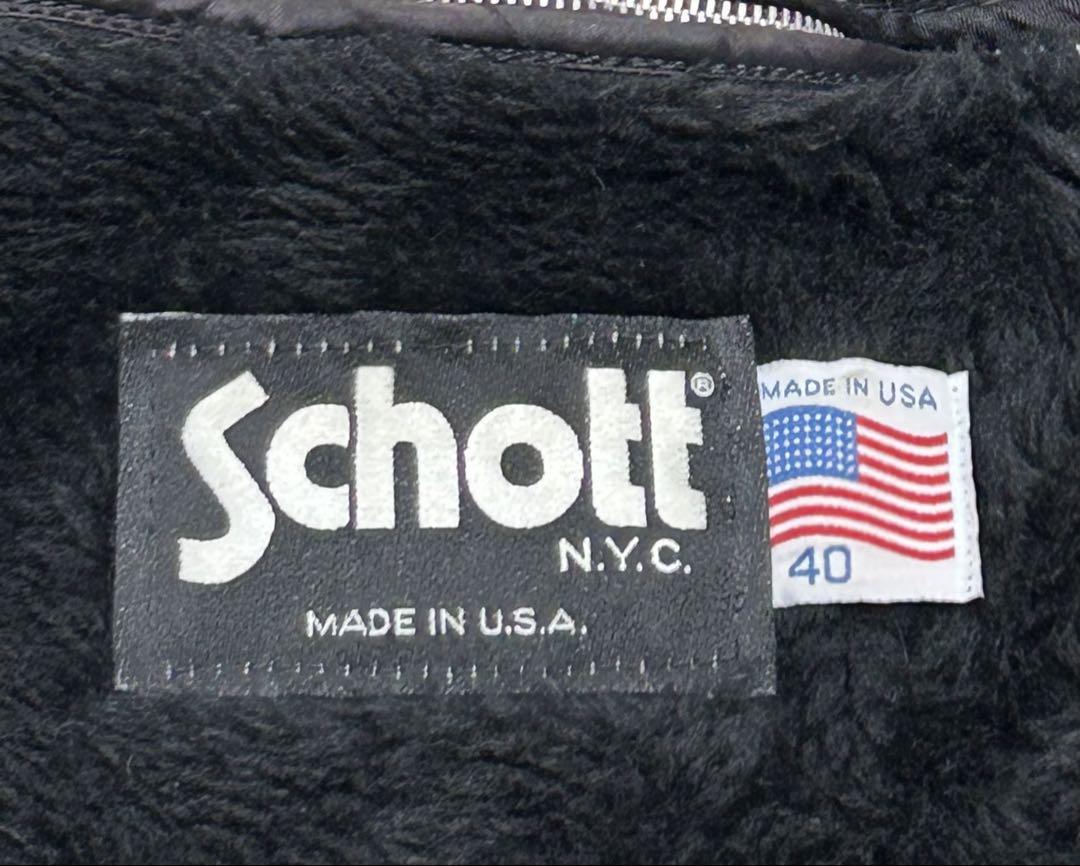 Schott®
N.Y.C.
MADE IN U.S.A.
MADE IN USA
40